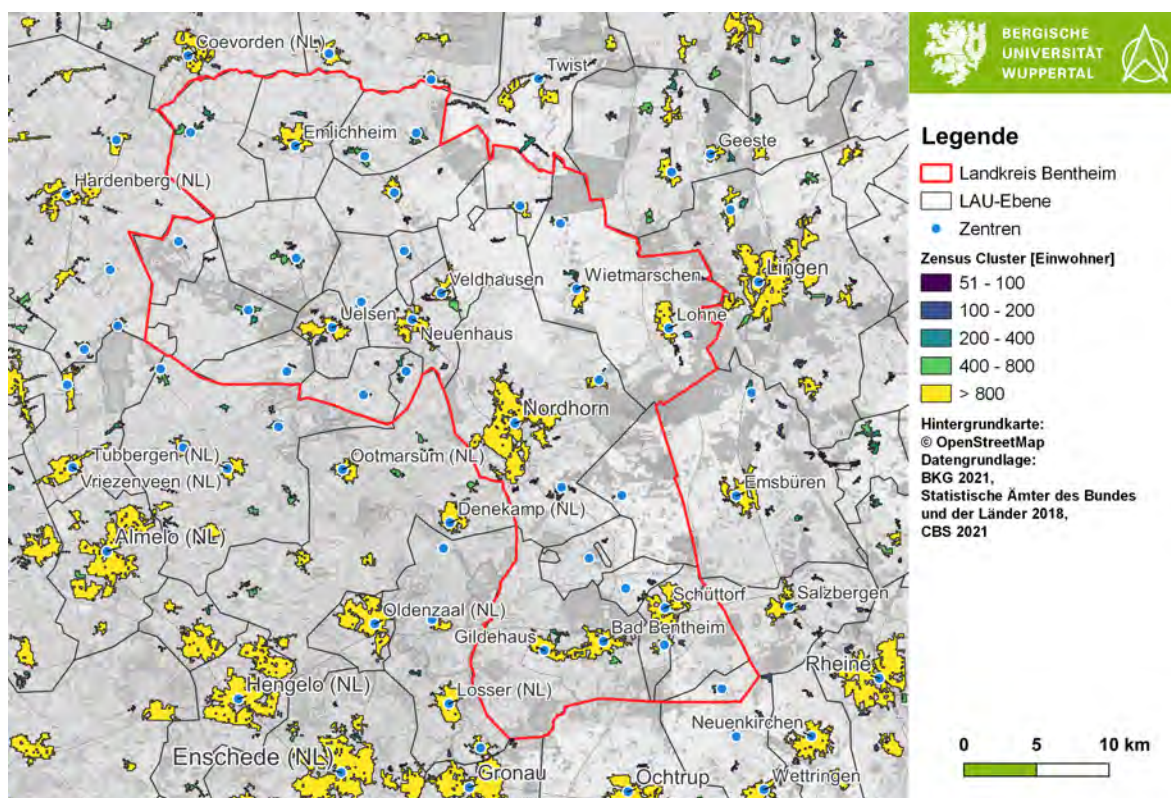 Coevorden (NL)
Twist
Emlichheim
Geeste
Hardenberg (NL)
Veldhausen
Wietmarschen
Lingen
Uelsen
Neuenhaus
Lohne
Nordhorn
Tubbergen (NL)
Ootmarsum (NL)
Vriezenveen (NL)
Emsbüren
Denekamp (NL)
Almelo (NL)
Oldenzaal (NL)
Schüttorf
Salzbergen
Gildehaus
Bad Bentheim
Rheine
Hengelo (NL)
Losser (NL)
Neuenkirchen
Enschede (NL)
Gronau
Ochtrup
Wettringen
BERGISCHE
UNIVERSITÄT
WUPPERTAL
Legende
Landkreis Bentheim
LAU-Ebene
Zentren
Zensus Cluster [Einwohner]
51 - 100
100 - 200
200 - 400
400 - 800
> 800
Hintergrundkarte:
© OpenStreetMap
Datengrundlage:
BKG 2021,
Statistische Ämter des Bundes
und der Länder 2018,
CBS 2021
0 5 10 km